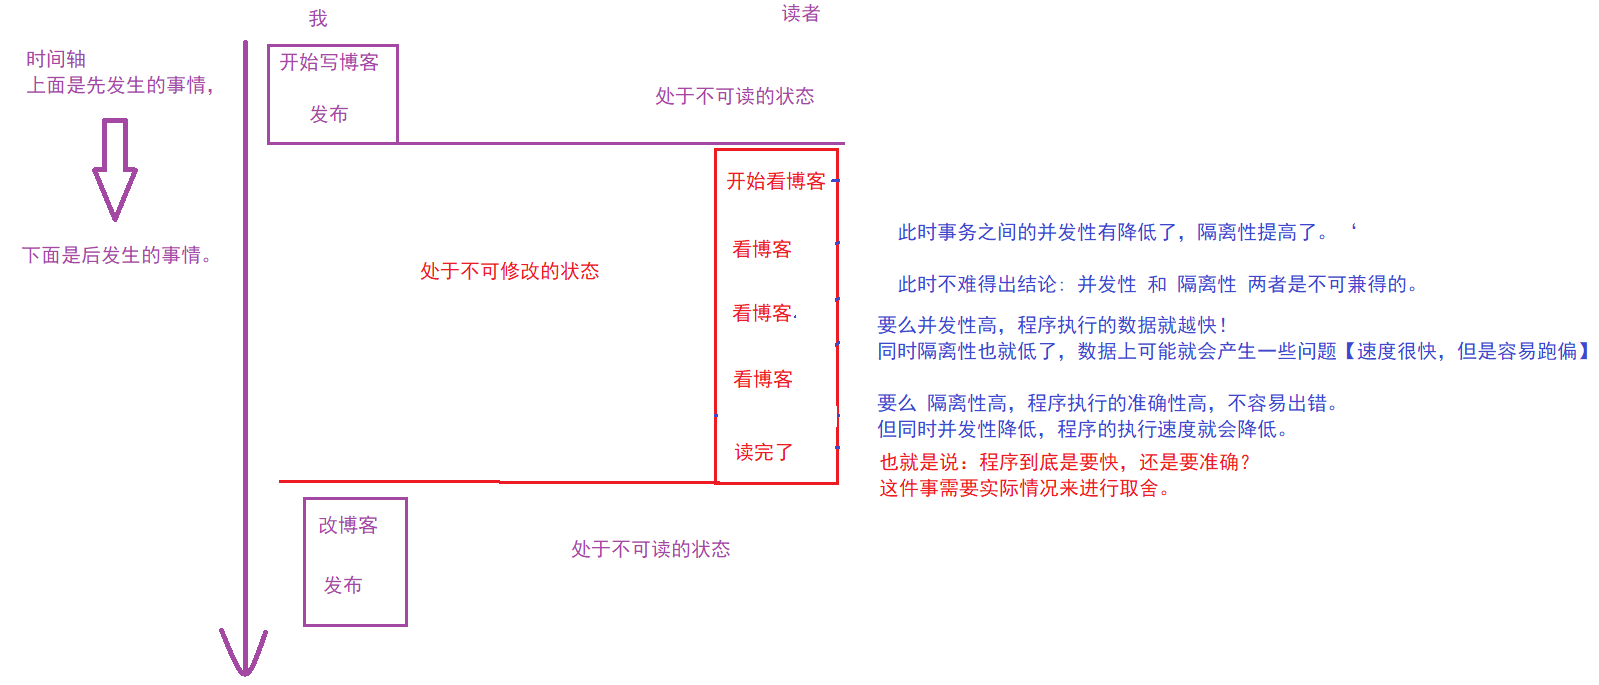 我
读者
时间轴
上面是先发生的事情，
下面是后发生的事情。
开始写博客
发布
处于不可读的状态
处于不可修改的状态
开始看博客
看博客
看博客.
看博客
读完了
改博客
发布
处于不可读的状态
此时事务之间的并发性有降低了，隔离性提高了。 ‘
此时不难得出结论：并发性 和 隔离性 两者是不可兼得的。
要么并发性高，程序执行的数据就越快！
同时隔离性也就低了，数据上可能就会产生一些问题【速度很快，但是容易跑偏】
要么 隔离性高，程序执行的准确性高，不容易出错。
但同时并发性降低，程序的执行速度就会降低。
也就是说：程序到底是要快，还是要准确？
这件事需要实际情况来进行取舍。